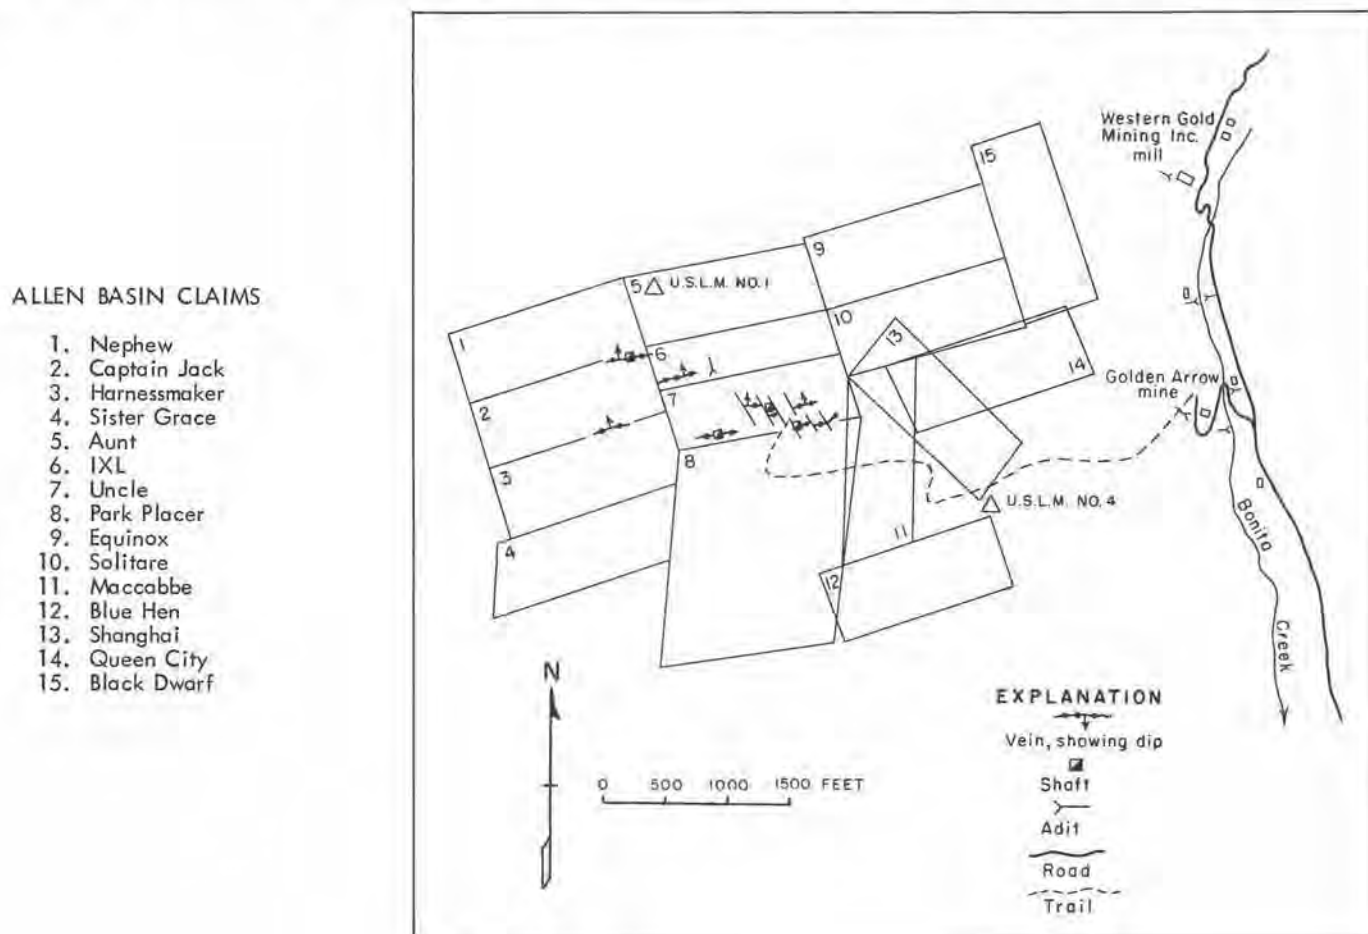 ALLEN BASIN CLAIMS
1. Nephew
2. Captain Jack
3. Harnessmaker
4. Sister Grace
5. Aunt
6. IXL
7. Uncle
8. Park Placer
9. Equinox
10. Solitare
11. Maccabbe
12. Blue Hen
13. Shanghai
14. Queen City
15. Black Dwarf
Western Gold
Mining Inc.
mill
15
9
5 U.S.L.M. NO. 1
1
10
13
6
14
Golden Arrow
mine
2
7
8
3
U.S.L.M. NO. 4
11
4
12
Bonita
Creek
N
0 500 1000 1500 FEET
EXPLANATION
Vein, showing dip
Shaft
Adit
Road
Trail